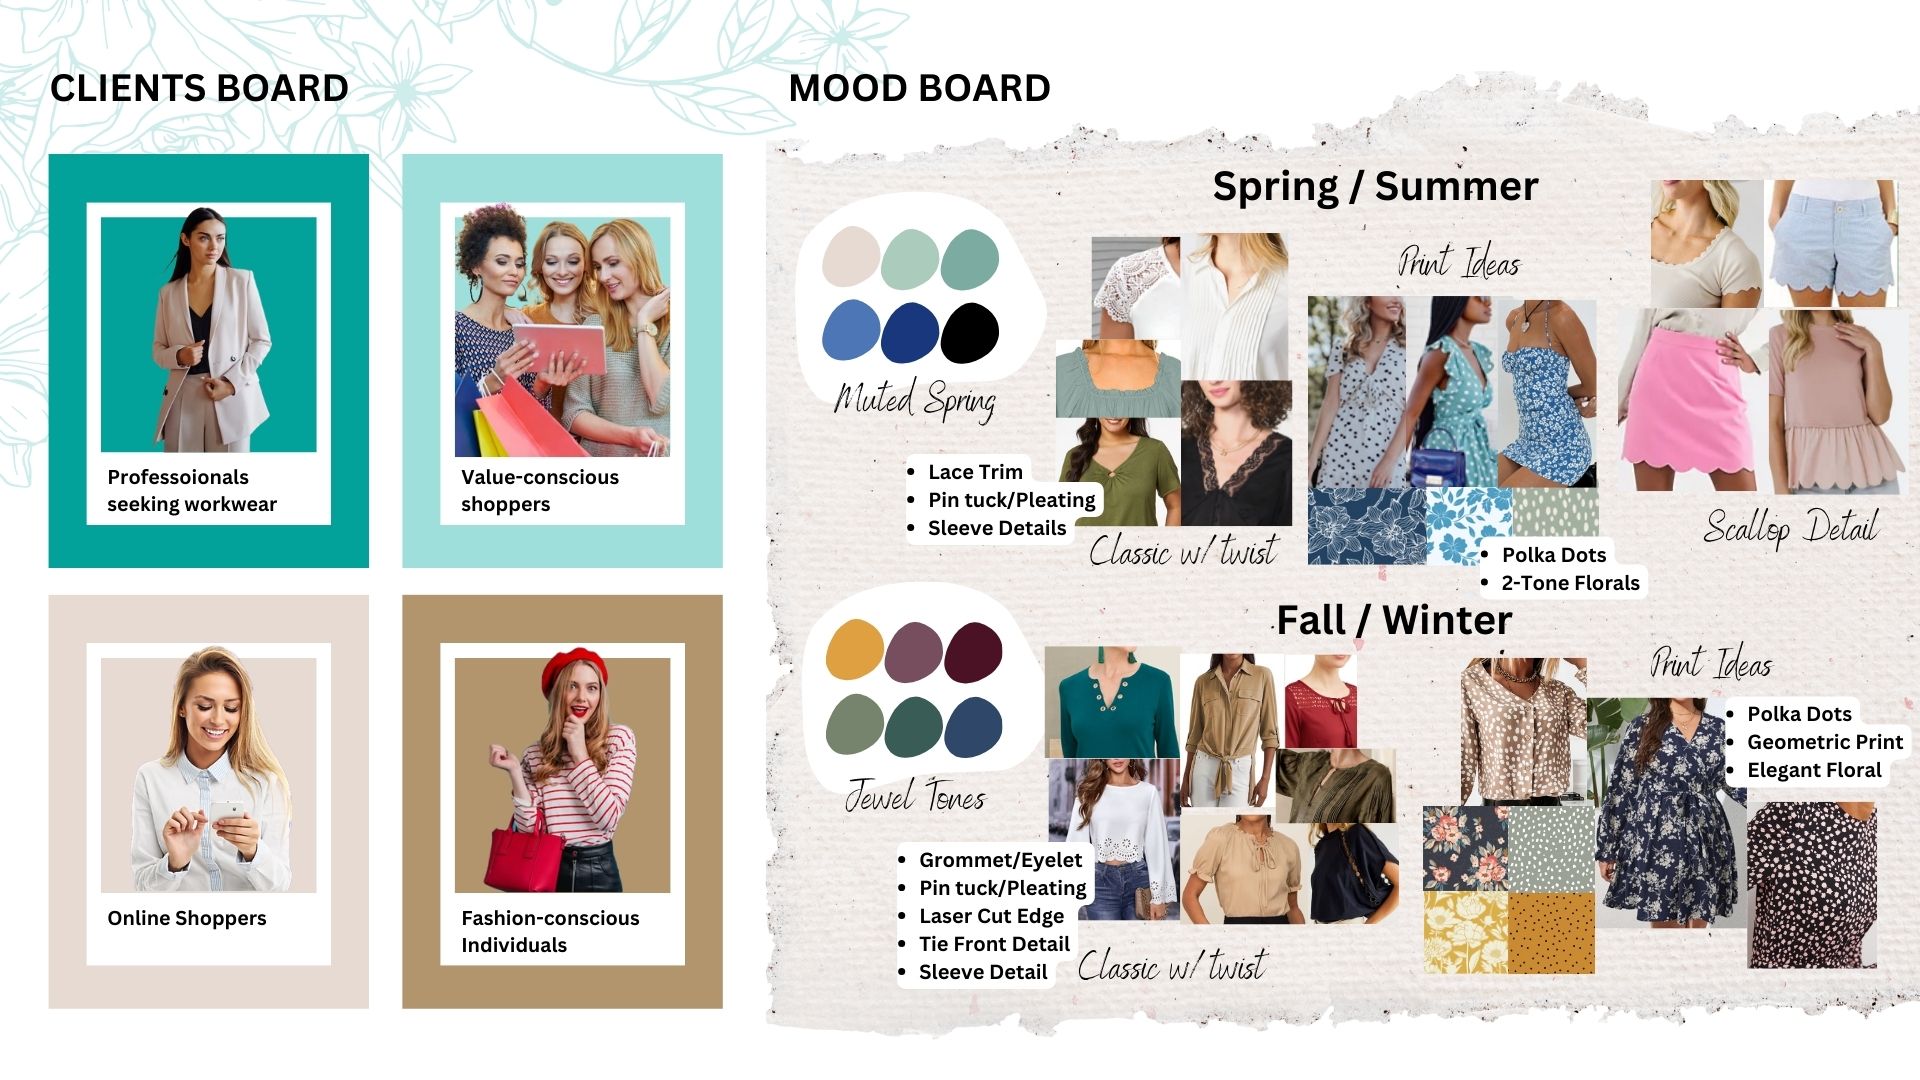 CLIENTS BOARD
Professoionals
seeking workwear
Value-conscious
shoppers
Online Shoppers
Fashion-conscious
Individuals
MOOD BOARD
Spring / Summer
Muted Spring
Lace Trim
Pin tuck/Pleating
Sleeve Details
Classic w/ twist
Print Ideas
Polka Dots
2-Tone Florals
Scallop Detail
Fall / Winter
Jewel Tones
Grommet/Eyelet
Pin tuck/Pleating
Laser Cut Edge
Tie Front Detail
Sleeve Detail
Classic w/ twist
Print Ideas
Polka Dots
Geometric Print
Elegant Floral